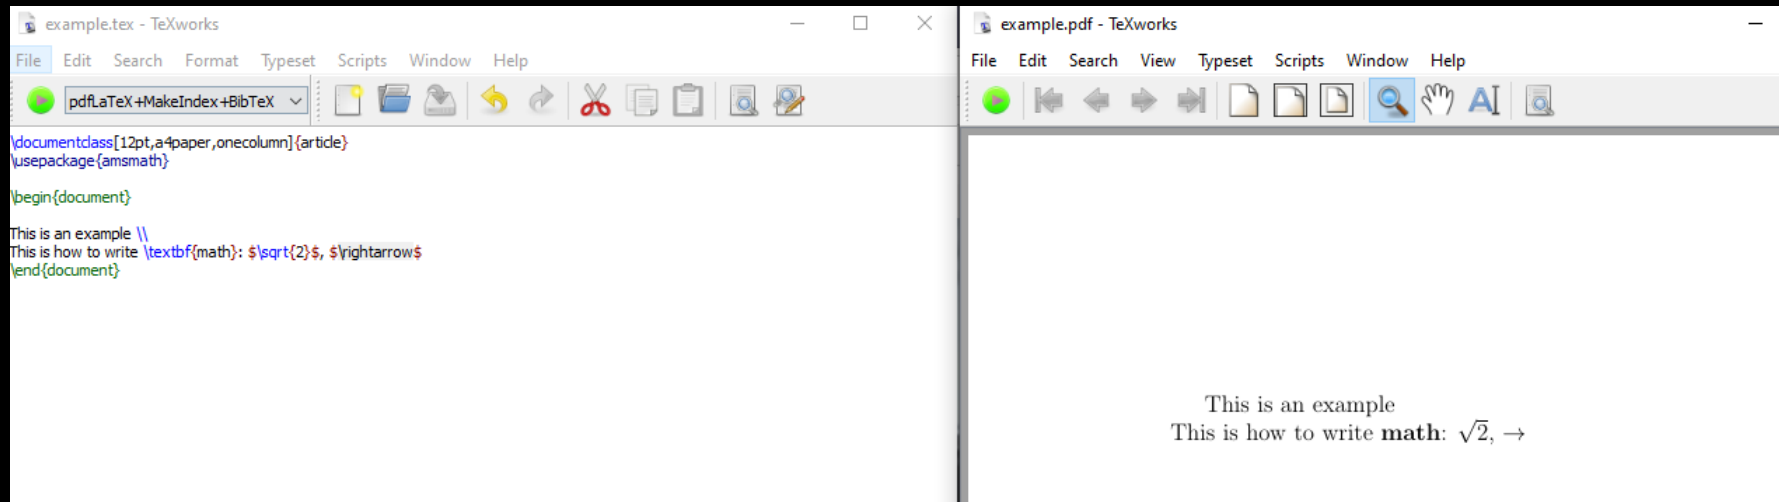 example.tex - TeXworks
File Edit Search Format Typeset Scripts Window Help
pdfLaTeX+MakeIndex+BibTeX
\documentclass[12pt,a4paper,onecolumn]{article}
\usepackage{amsmath}
\begin{document}
This is an example \\
This is how to write \textbf{math}: $\sqrt{2}$, $\rightarrow$
\end{document}
example.pdf - TeXworks
File Edit Search View Typeset Scripts Window Help
This is an example
This is how to write math: √2, →